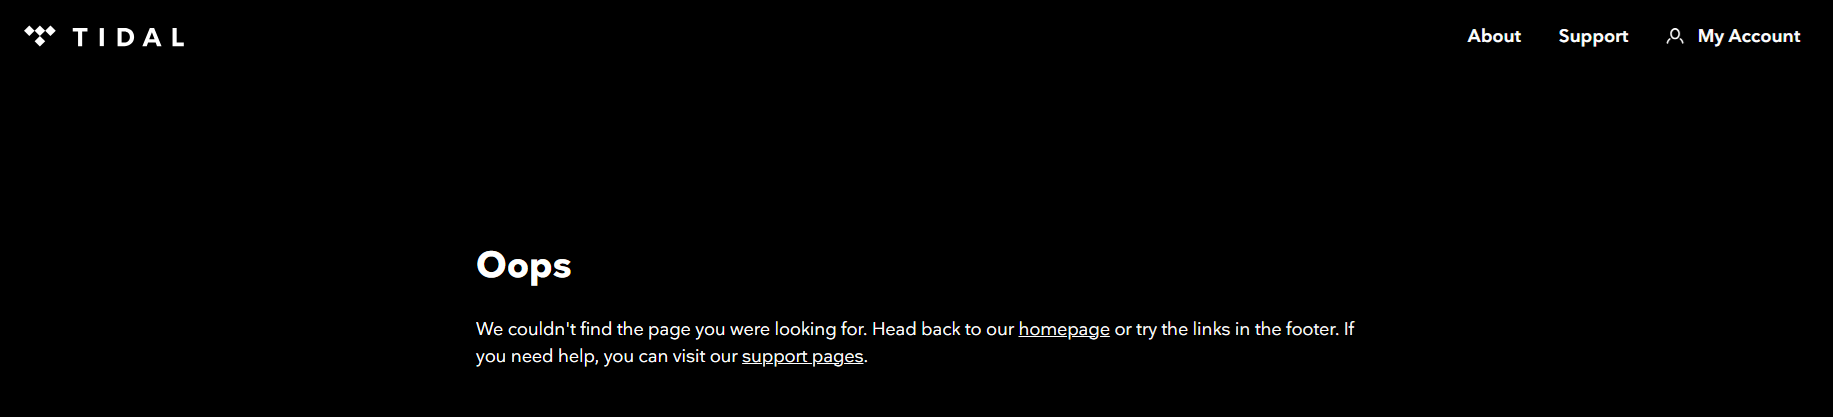 TIDAL
About Support My Account
Oops
We couldn't find the page you were looking for. Head back to our homepage or try the links in the footer. If
you need help, you can visit our support pages.